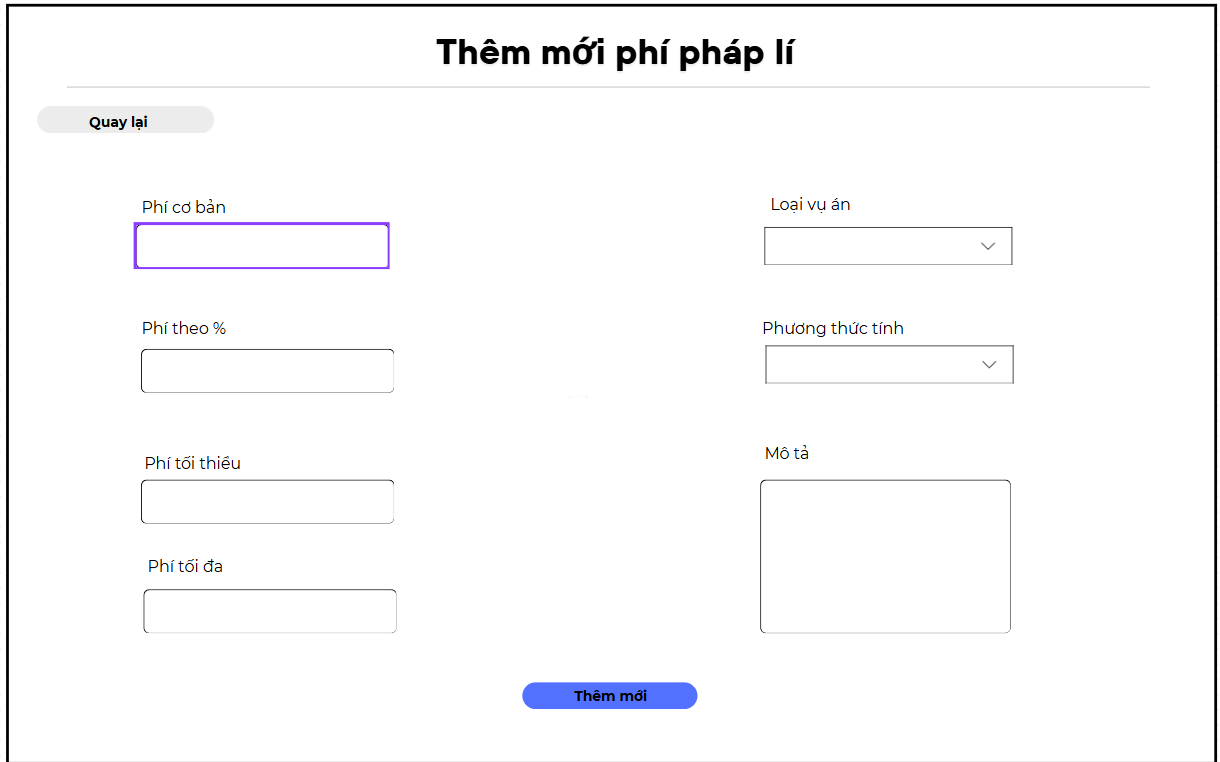 Thêm mới phí pháp lí
Quay lại
Phí cơ bản
Loại vụ án
Phí theo %
Phương thức tính
Phí tối thiểu
Mô tả
Phí tối đa
Thêm mới